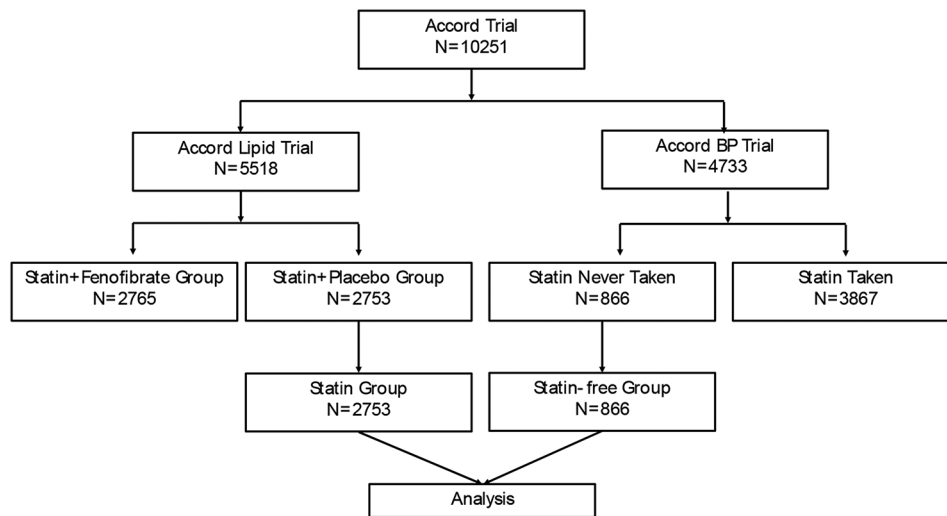 Accord Trial
N=10251
Accord Lipid Trial
N=5518
Accord BP Trial
N=4733
Statin+Fenofibrate Group
N=2765
Statin+Placebo Group
N=2753
Statin Never Taken
N=866
Statin Taken
N=3867
Statin Group
N=2753
Statin-free Group
N=866
Analysis